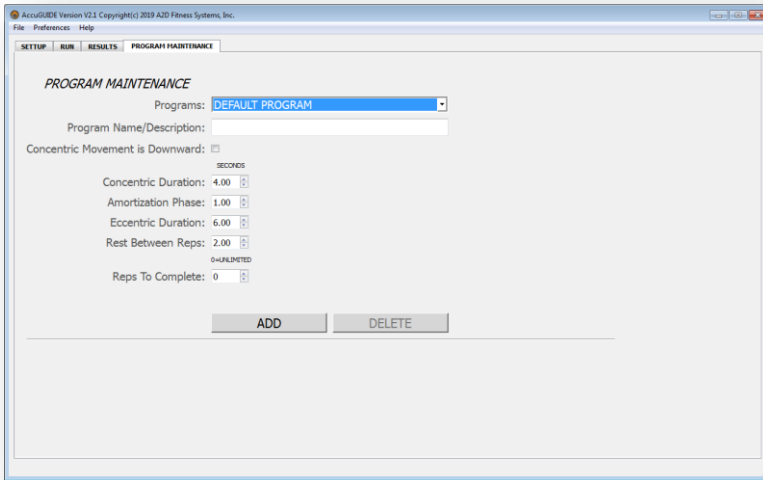 AccuGUIDE Version V2.1 Copyright(c) 2019 A2D Fitness Systems, Inc.
File Preferences Help
SETTUP RUN RESULTS PROGRAM MAINTENANCE
PROGRAM MAINTENANCE
Programs: DEFAULT PROGRAM
Program Name/Description:
Concentric Movement is Downward:
SECONDS
Concentric Duration: 4.00
Amortization Phase: 1.00
Eccentric Duration: 6.00
Rest Between Reps: 2.00
0=UNLIMITED
Reps To Complete: 0
ADD DELETE